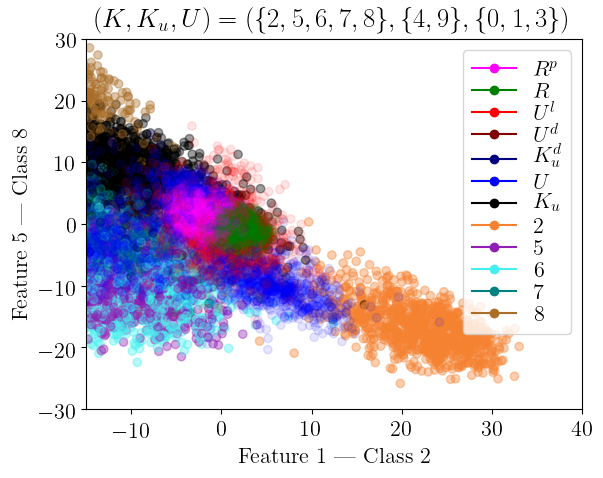 (K, K_u, U) = ({2, 5, 6, 7, 8}, {4, 9}, {0, 1, 3})
30
20
10
0
−10
−20
−30
Feature 5 — Class 8
R^p
R
U^l
U^d
K_u^d
U
K_u
2
5
6
7
8
−10
0
10
20
30
40
Feature 1 — Class 2